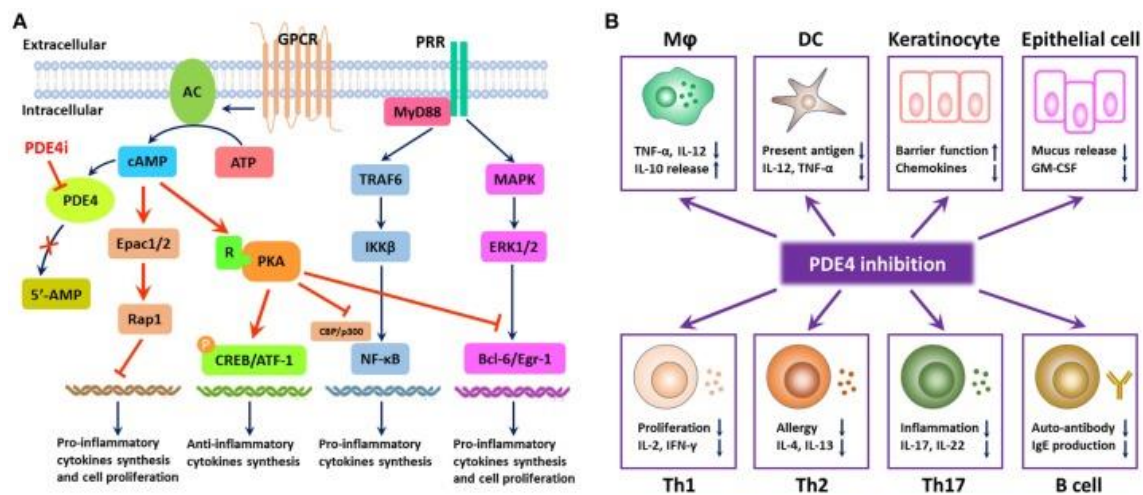 A
Extracellular
GPCR
PRR
AC
Intracellular
MyD88
PDE4i
cAMP
ATP
TRAF6
MAPK
PDE4
Epac1/2
R
PKA
IKKβ
ERK1/2
5'-AMP
Rap1
CBP/p300
P
CREB/ATF-1
NF-κB
Bcl-6/Egr-1
Pro-inflammatory
cytokines synthesis
and cell proliferation
Anti-inflammatory
cytokines synthesis
Pro-inflammatory
cytokines synthesis
Pro-inflammatory
cytokines synthesis
and cell proliferation
B
Mφ
DC
Keratinocyte
Epithelial cell
TNF-α, IL-12 ↓
IL-10 release ↑
Present antigen ↓
IL-12, TNF-α ↓
Barrier function ↑
Chemokines ↓
Mucus release ↓
GM-CSF ↓
PDE4 inhibition
Proliferation ↓
IL-2, IFN-γ ↓
Allergy ↓
IL-4, IL-13 ↓
Inflammation ↓
IL-17, IL-22 ↓
Auto-antibody ↓
IgE production ↓
Th1
Th2
Th17
B cell